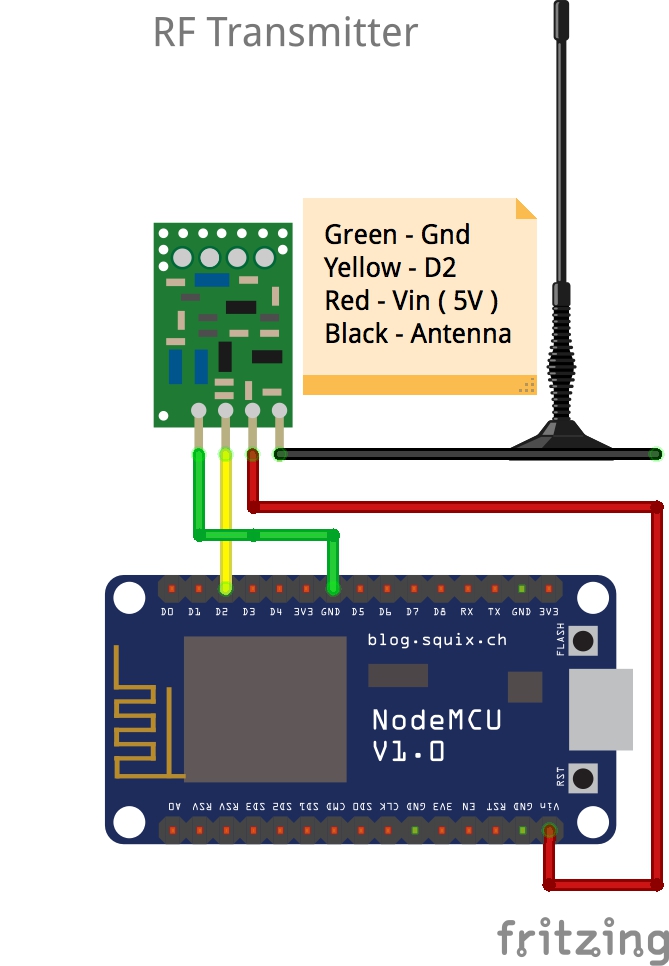 RF Transmitter
Green - Gnd
Yellow - D2
Red - Vin ( 5V )
Black - Antenna
D0 D1 D2 D3 D4 3V3 GND D5 D6 D7 D8 RX TX GND 3V3
blog.squix.ch
FLASH
NodeMCU
V1.0
RST
A0 RSV RSV SD3 SD2 SD1 CMD SD0 CLK GND 3V3 EN RST GND Vin
fritzing